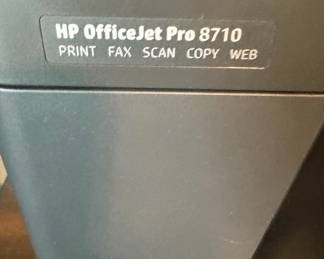 HP OfficeJet Pro 8710
PRINT FAX SCAN COPY WEB